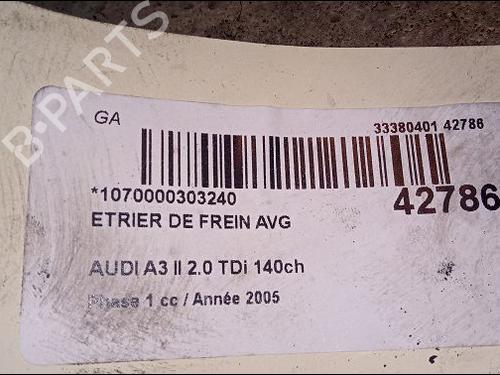 B-PARTS
GA
33380401 42786
*1070000303240
42786
ETRIER DE FREIN AVG
AUDI A3 II 2.0 TDi 140ch
Phase 1 cc / Année 2005